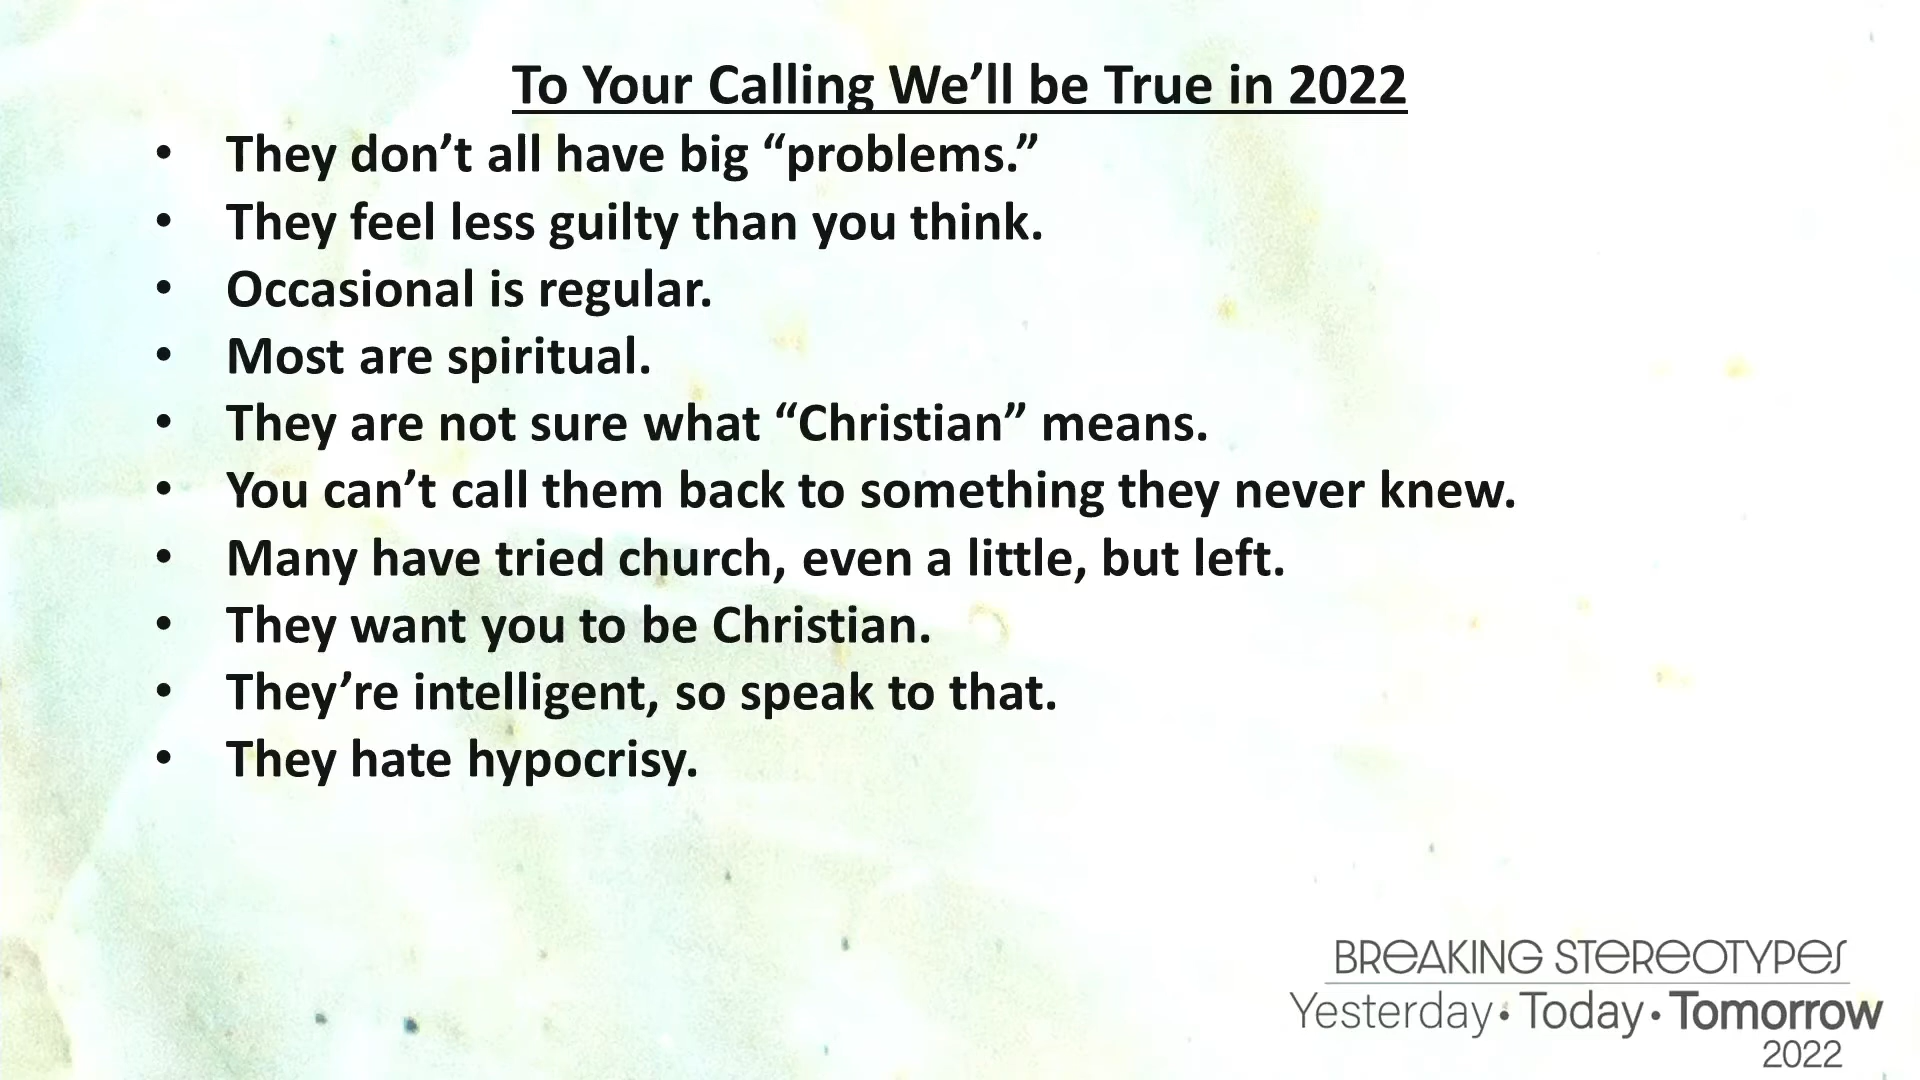 To Your Calling We’ll be True in 2022
• They don’t all have big “problems.”
• They feel less guilty than you think.
• Occasional is regular.
• Most are spiritual.
• They are not sure what “Christian” means.
• You can’t call them back to something they never knew.
• Many have tried church, even a little, but left.
• They want you to be Christian.
• They’re intelligent, so speak to that.
• They hate hypocrisy.
BREAKING STEREOTYPES
Yesterday • Today • Tomorrow
2022